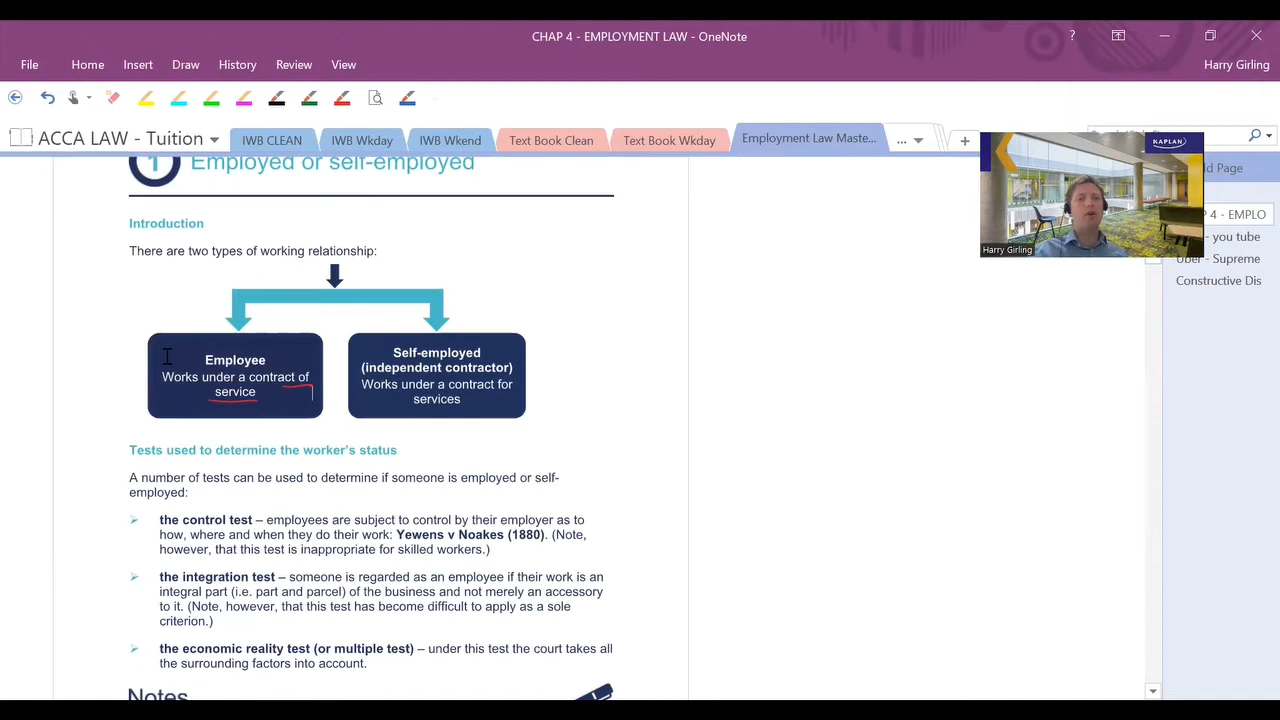 CHAP 4 - EMPLOYMENT LAW - OneNote
?
File Home Insert Draw History Review View
Harry Girling
ACCA LAW - Tuition
IWB CLEAN
IWB Wkday
IWB Wkend
Text Book Clean
Text Book Wkday
Employment Law Maste...
...
KAPLAN
Harry Girling
Page
4 - EMPLO
- you tube
Uber - Supreme
Constructive Dis
1 Employed or self-employed
Introduction
There are two types of working relationship:
Employee
Works under a contract of
service
Self-employed
(independent contractor)
Works under a contract for
services
Tests used to determine the worker's status
A number of tests can be used to determine if someone is employed or self-
employed:
the control test – employees are subject to control by their employer as to
how, where and when they do their work: Yewens v Noakes (1880). (Note,
however, that this test is inappropriate for skilled workers.)
the integration test – someone is regarded as an employee if their work is an
integral part (i.e. part and parcel) of the business and not merely an accessory
to it. (Note, however, that this test has become difficult to apply as a sole
criterion.)
the economic reality test (or multiple test) – under this test the court takes all
the surrounding factors into account.
Notes